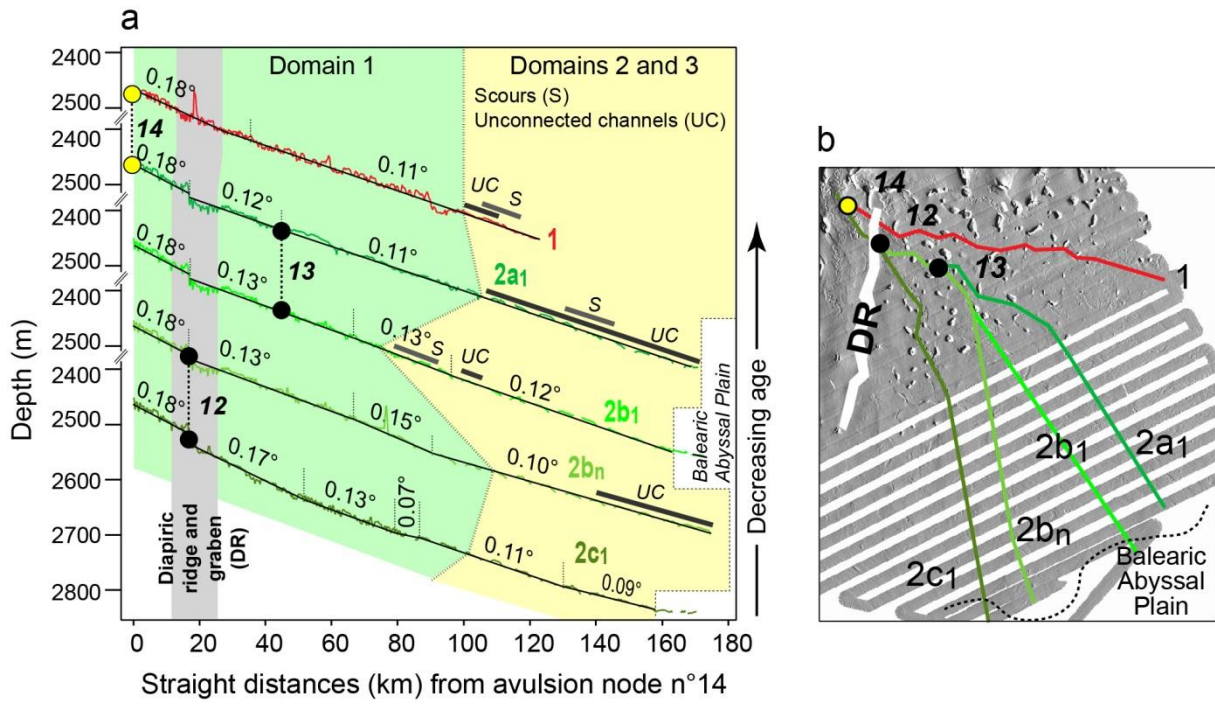 a
Depth (m)
2400
2500
2400
2500
2400
2500
2400
2500
2400
2500
2600
2700
2800
Domain 1
Domains 2 and 3
Scours (S)
Unconnected channels (UC)
0.18°
0.11°
UC
S
1
14
0.18°
0.12°
0.11°
2a1
S
UC
13
0.18°
0.13°
0.13°
S
UC
0.12°
2b1
0.18°
0.13°
0.15°
0.10°
2bn
UC
12
0.18°
0.17°
0.13°
0.07°
0.11°
2c1
0.09°
Diapiric
ridge and
graben
(DR)
Balearic
Abyssal Plain
Decreasing age
0 20 40 60 80 100 120 140 160 180
Straight distances (km) from avulsion node n°14
b
14
12
13
1
DR
2b1
2a1
2bn
2c1
Balearic
Abyssal
Plain